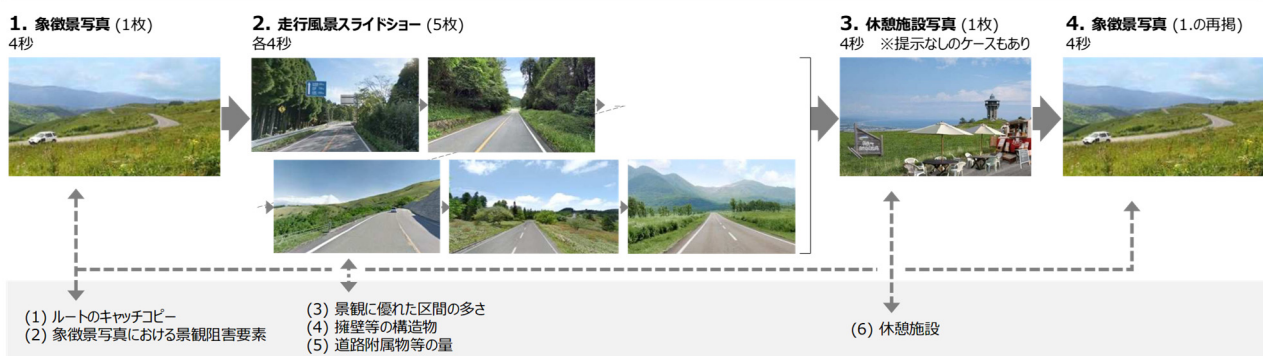 1. 象徴景写真 (1枚)
4秒
2. 走行風景スライドショー (5枚)
各4秒
3. 休憩施設写真 (1枚)
4秒 ※提示なしのケースもあり
4. 象徴景写真 (1.の再掲)
4秒
(1) ルートのキャッチコピー
(2) 象徴景写真における景観阻害要素
(3) 景観に優れた区間の多さ
(4) 擁壁等の構造物
(5) 道路附属物等の量
(6) 休憩施設